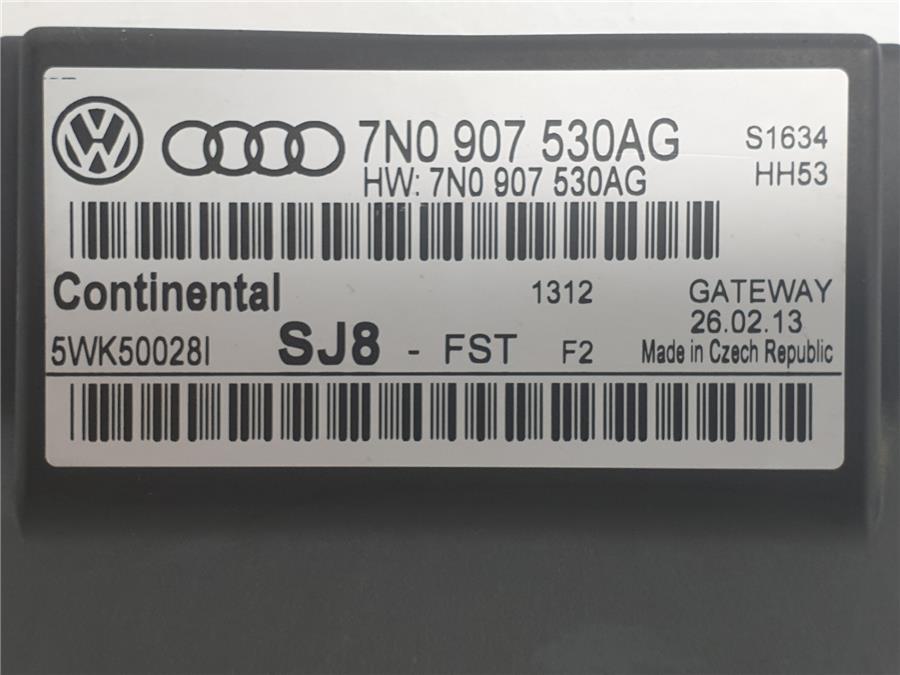 7N0 907 530AG S1634
HW: 7N0 907 530AG HH53
Continental 1312 GATEWAY
26.02.13
5WK50028I SJ8 - FST F2 Made in Czech Republic